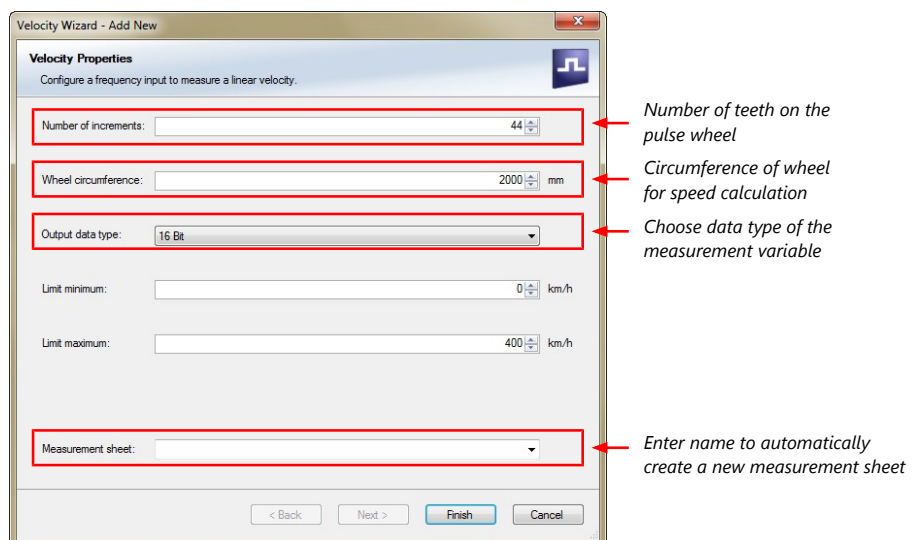 Velocity Wizard - Add New
Velocity Properties
Configure a frequency input to measure a linear velocity.
Number of increments: 44
Number of teeth on the
pulse wheel
Wheel circumference: 2000 mm
Circumference of wheel
for speed calculation
Output data type: 16 Bit
Choose data type of the
measurement variable
Limit minimum: 0 km/h
Limit maximum: 400 km/h
Measurement sheet:
Enter name to automatically
create a new measurement sheet
< Back Next > Finish Cancel